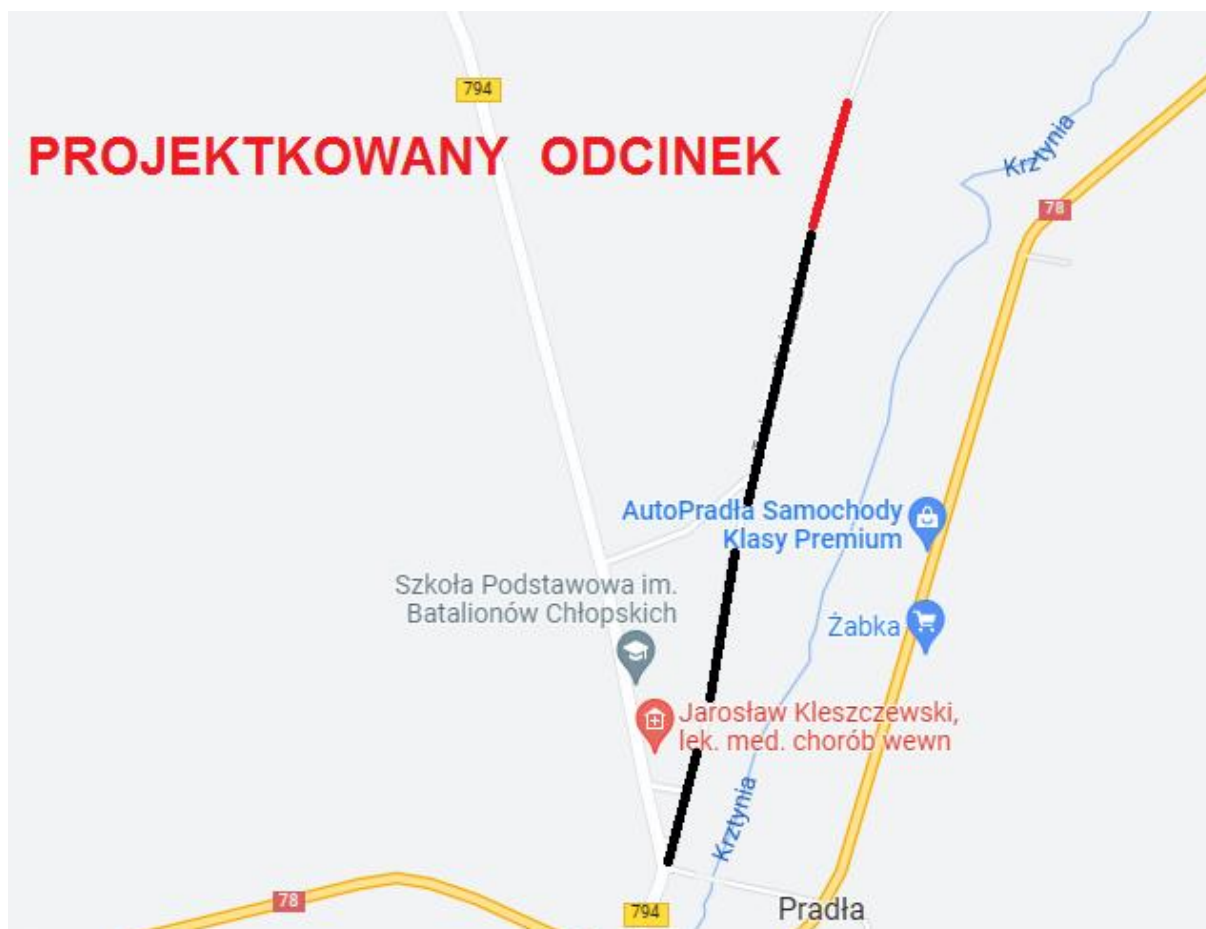 794
PROJEKTKOWANY ODCINEK
Krztynia
78
AutoPradła Samochody
Klasy Premium
Szkoła Podstawowa im.
Batalionów Chłopskich
Żabka
Jarosław Kleszczewski,
lek. med. chorób wewn
Krztynia
78
794
Pradła